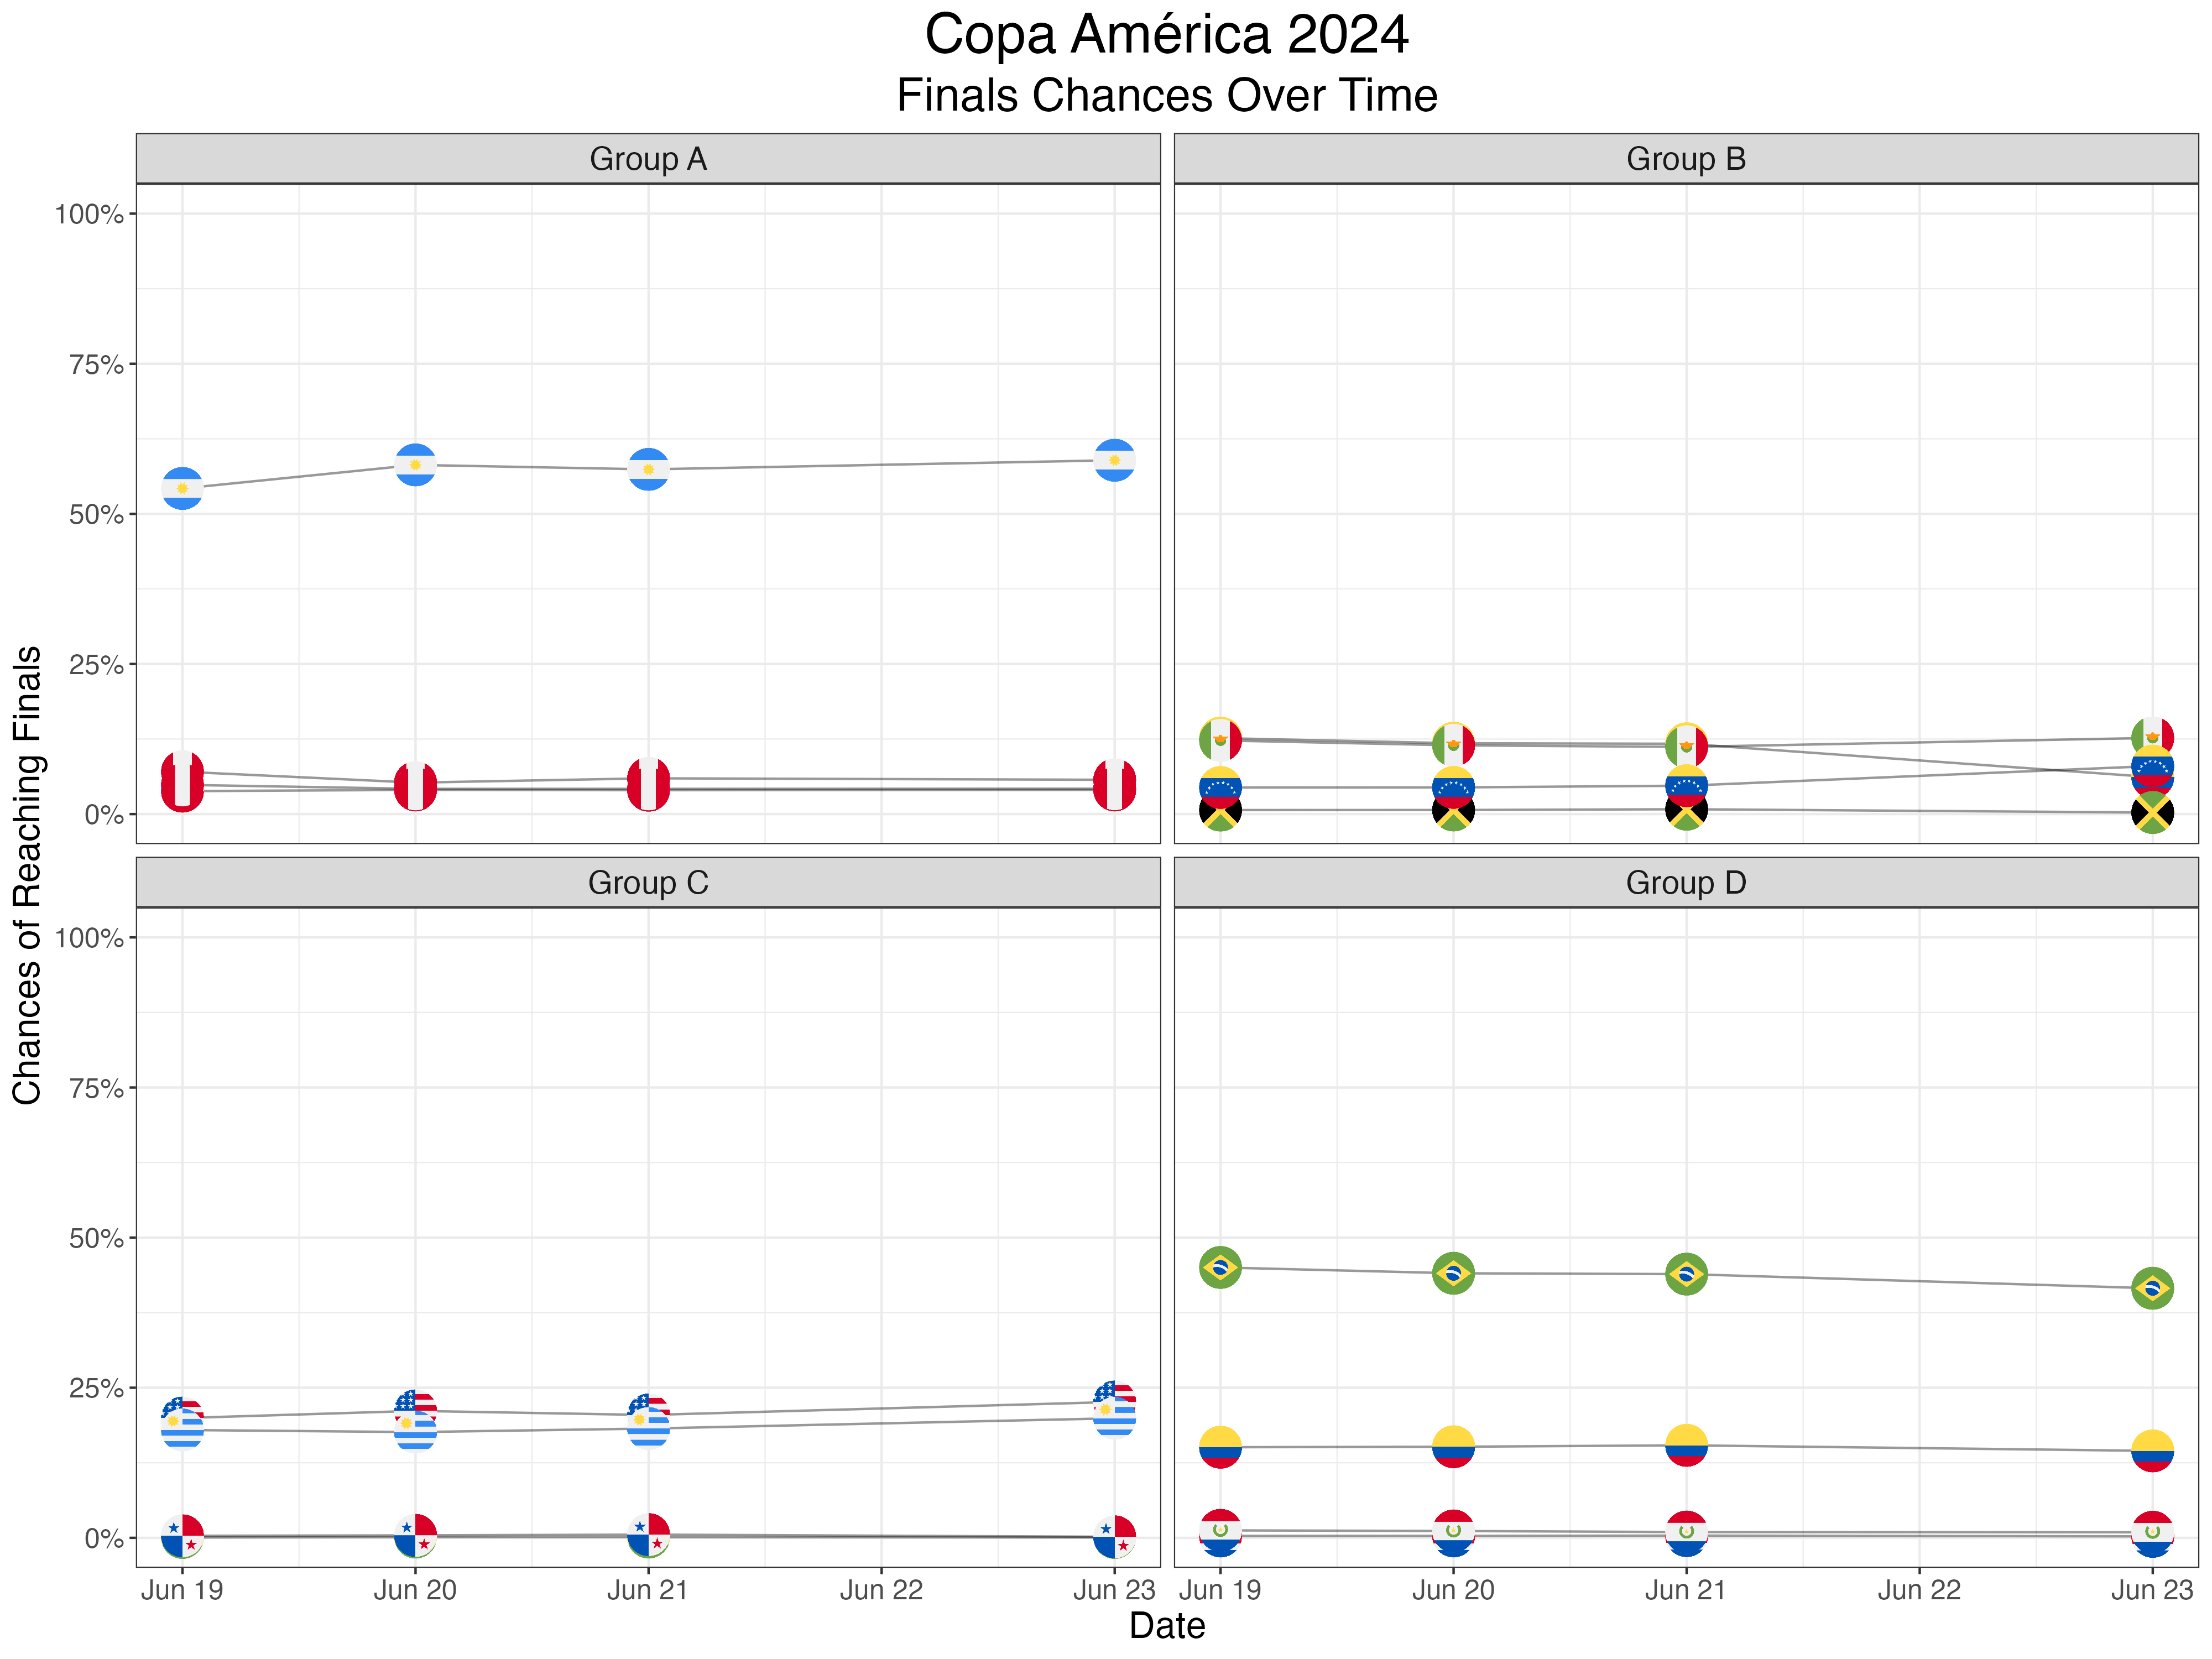 Copa América 2024
Finals Chances Over Time
Group A
Group B
100%
75%
50%
25%
0%
Group C
Group D
100%
75%
50%
25%
0%
Chances of Reaching Finals
Jun 19
Jun 20
Jun 21
Jun 22
Jun 23
Jun 19
Jun 20
Jun 21
Jun 22
Jun 23
Date